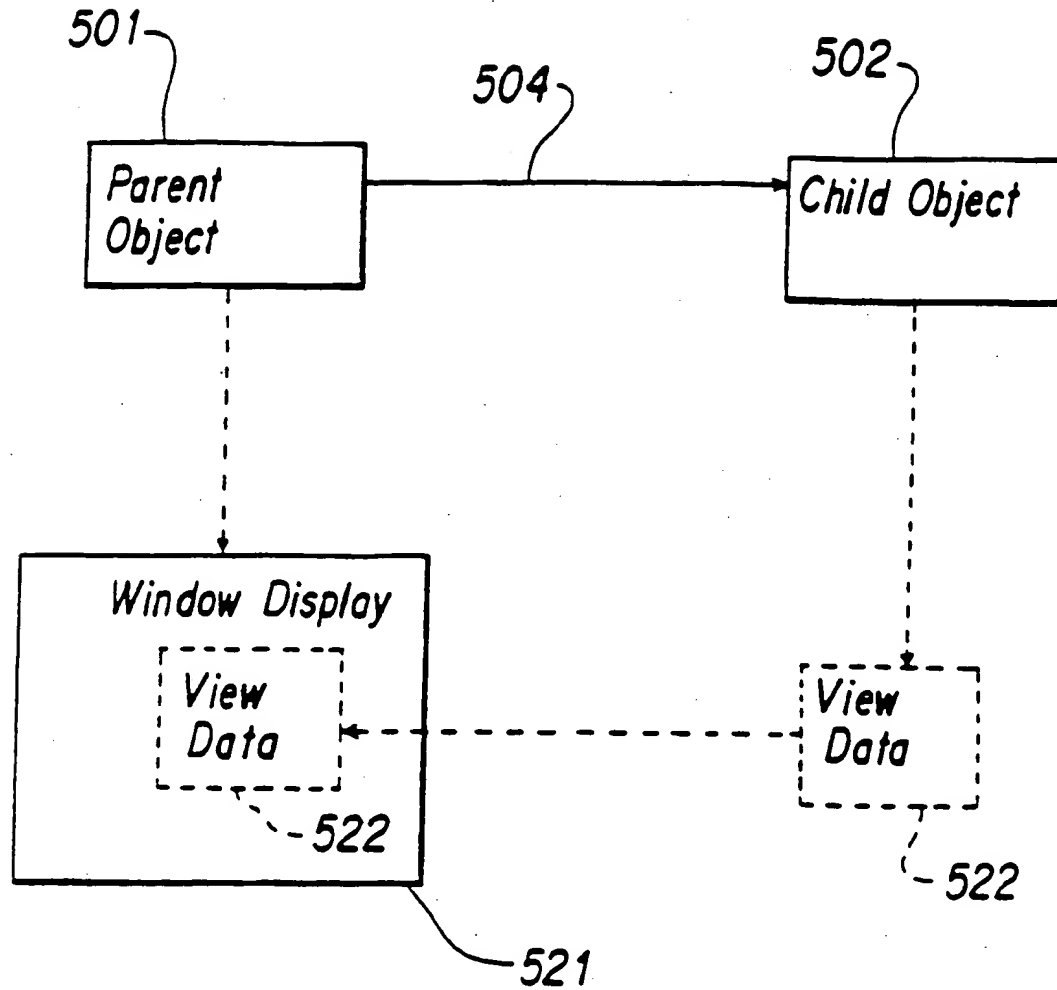 501
504
502
Parent
Object
Child Object
Window Display
View
Data
522
View
Data
522
521